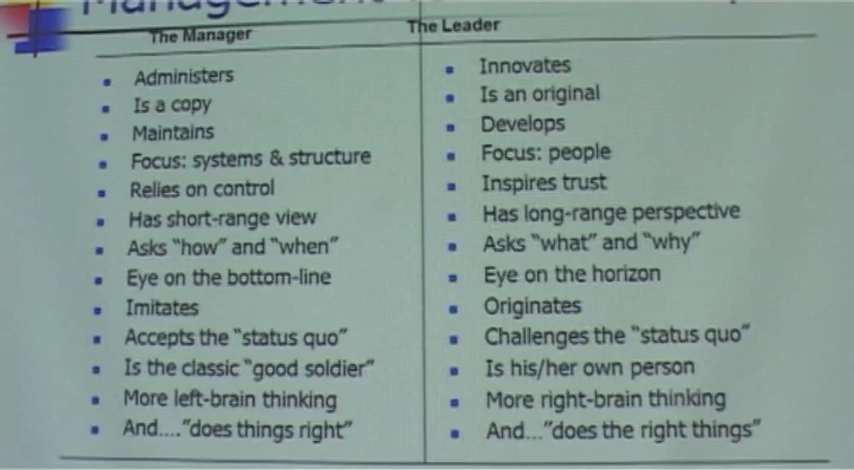 Management
The Manager
The Leader
Administers
Innovates
Is a copy
Is an original
Maintains
Develops
Focus: systems & structure
Focus: people
Relies on control
Inspires trust
Has short-range view
Has long-range perspective
Asks “how” and “when”
Asks “what” and “why”
Eye on the bottom-line
Eye on the horizon
Imitates
Originates
Accepts the “status quo”
Challenges the “status quo”
Is the classic “good soldier”
Is his/her own person
More left-brain thinking
More right-brain thinking
And....”does things right”
And...”does the right things”